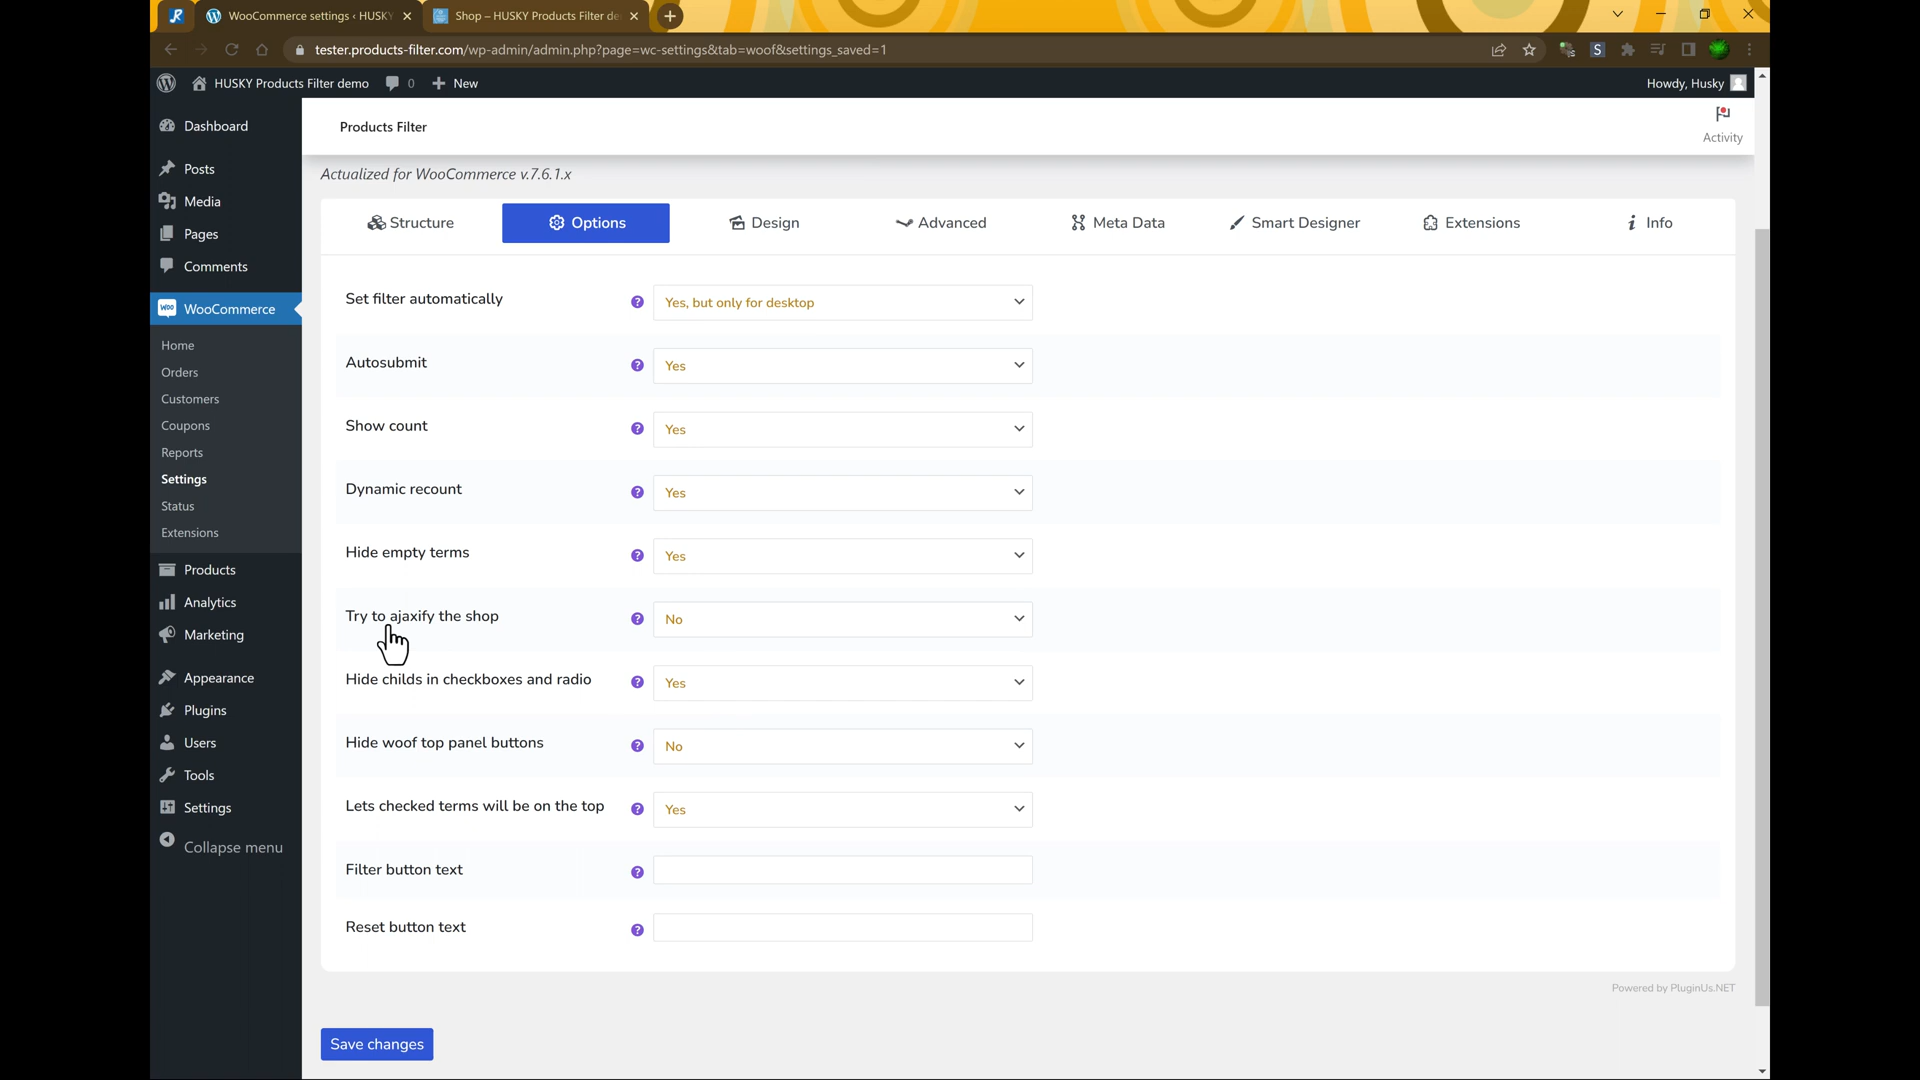 WooCommerce settings ‹ HUSKY
Shop – HUSKY Products Filter de
tester.products-filter.com/wp-admin/admin.php?page=wc-settings&tab=woof&settings_saved=1
S
HUSKY Products Filter demo
0
New
Howdy, Husky
Dashboard
Posts
Media
Pages
Comments
WooCommerce
Home
Orders
Customers
Coupons
Reports
Settings
Status
Extensions
Products
Analytics
Marketing
Appearance
Plugins
Users
Tools
Settings
Collapse menu
Products Filter
Activity
Actualized for WooCommerce v.7.6.1.x
Structure
Options
Design
Advanced
Meta Data
Smart Designer
Extensions
Info
Set filter automatically ? Yes, but only for desktop
Autosubmit ? Yes
Show count ? Yes
Dynamic recount ? Yes
Hide empty terms ? Yes
Try to ajaxify the shop ? No
Hide childs in checkboxes and radio ? Yes
Hide woof top panel buttons ? No
Lets checked terms will be on the top ? Yes
Filter button text ?
Reset button text ?
Powered by PluginUs.NET
Save changes